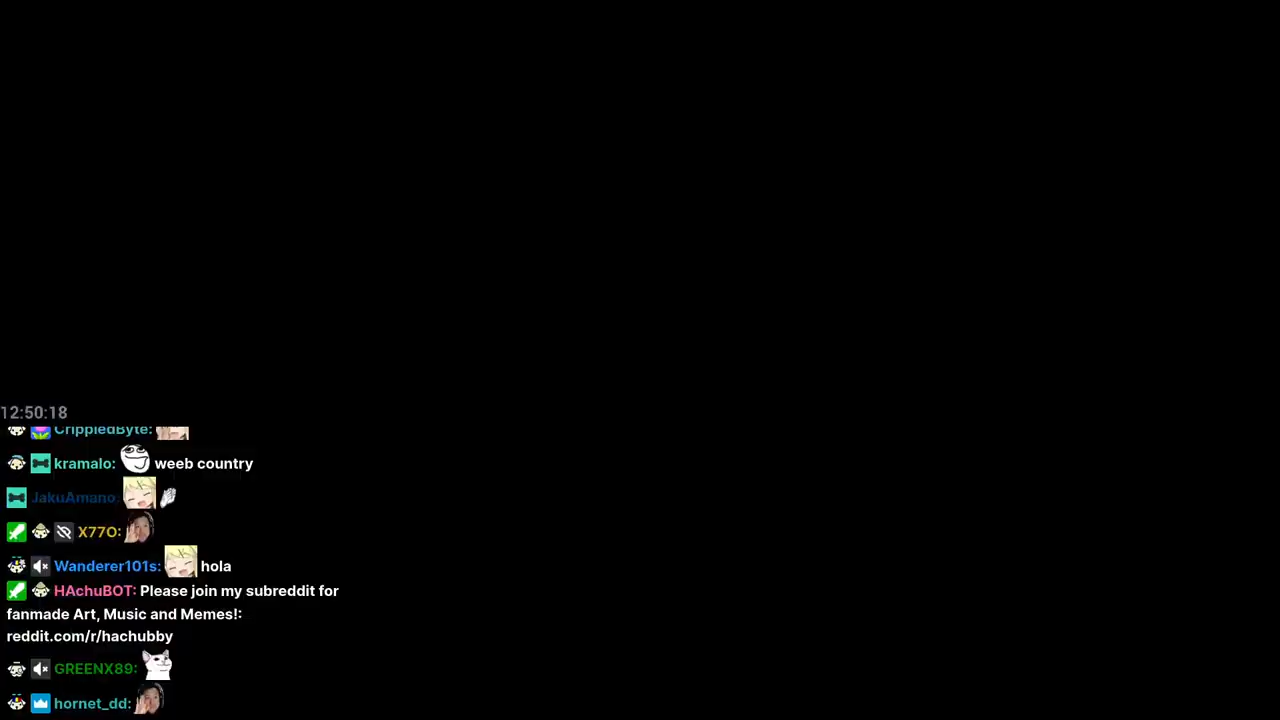 12:50:18
CrippledByte:
kramalo: weeb country
JakuAmano:
X77O:
Wanderer101s: hola
HAchuBOT: Please join my subreddit for
fanmade Art, Music and Memes!:
reddit.com/r/hachubby
GREENX89:
hornet_dd: